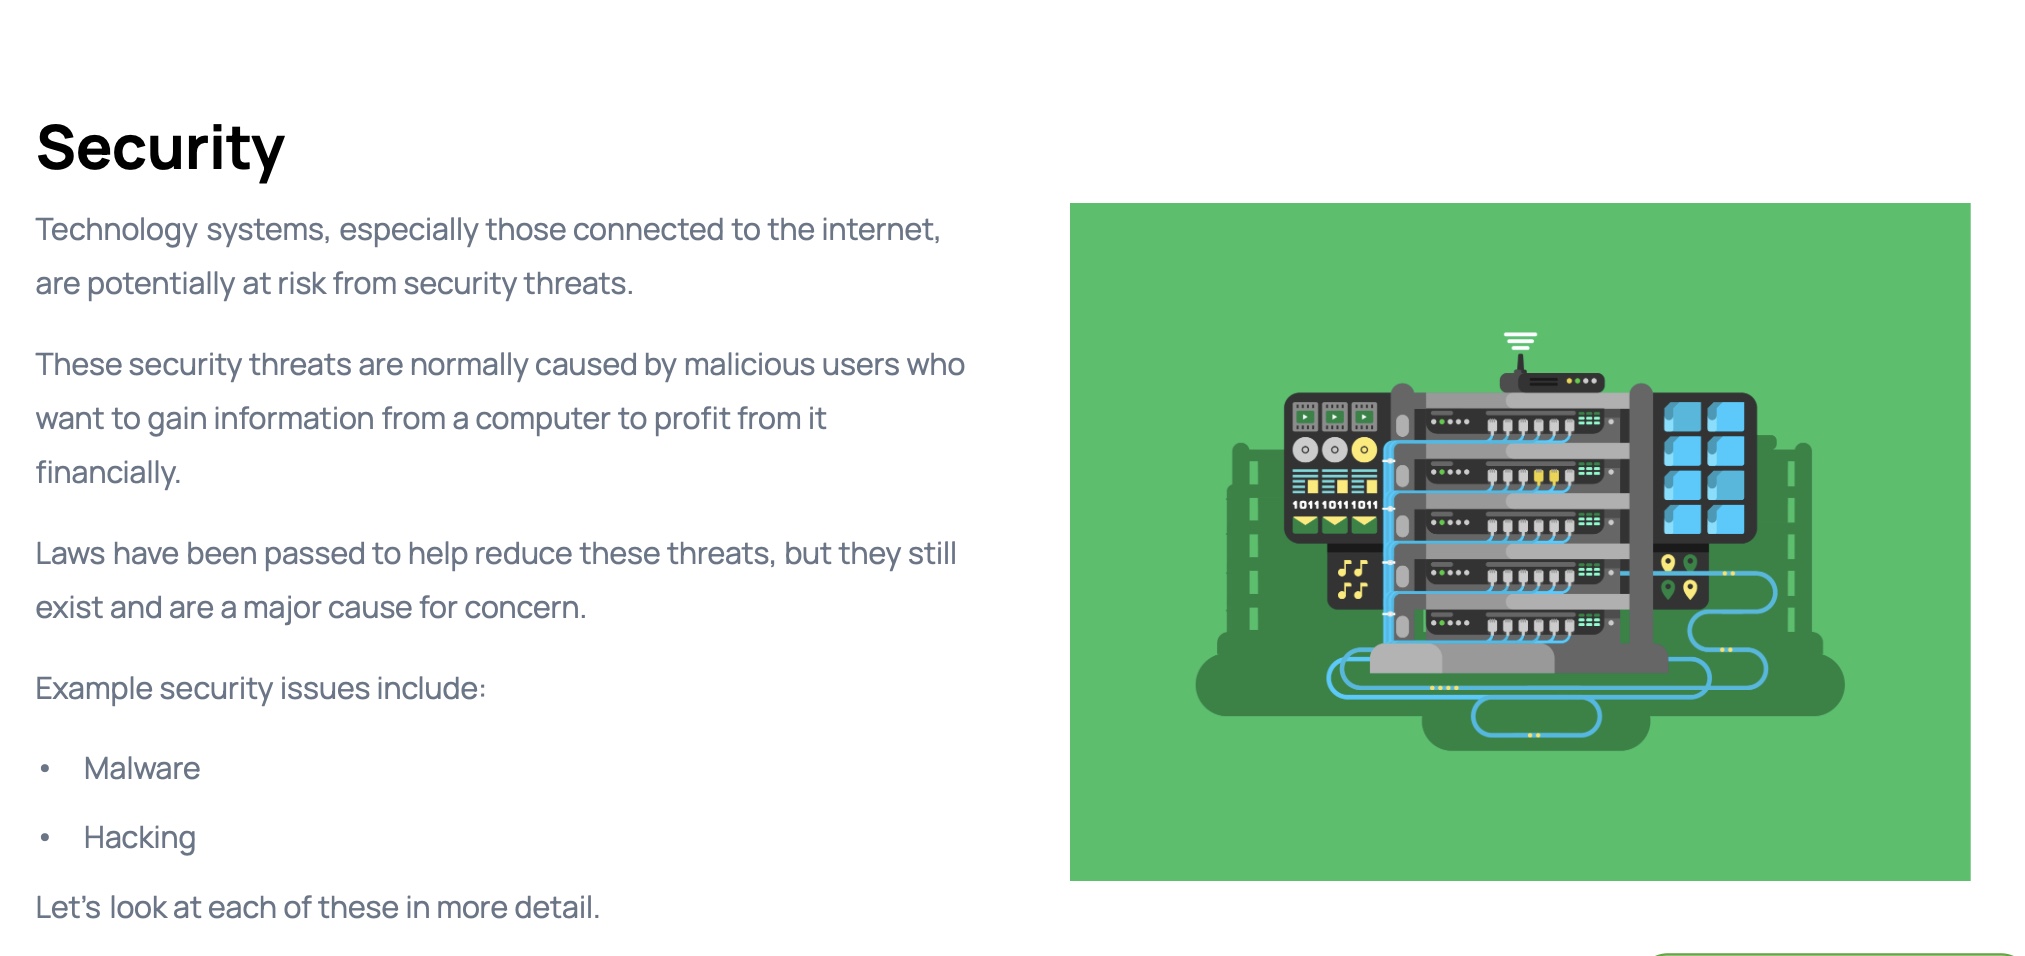 Security
Technology systems, especially those connected to the internet,
are potentially at risk from security threats.
These security threats are normally caused by malicious users who
want to gain information from a computer to profit from it
financially.
Laws have been passed to help reduce these threats, but they still
exist and are a major cause for concern.
Example security issues include:
• Malware
• Hacking
Let’s look at each of these in more detail.
1011 1011 1011